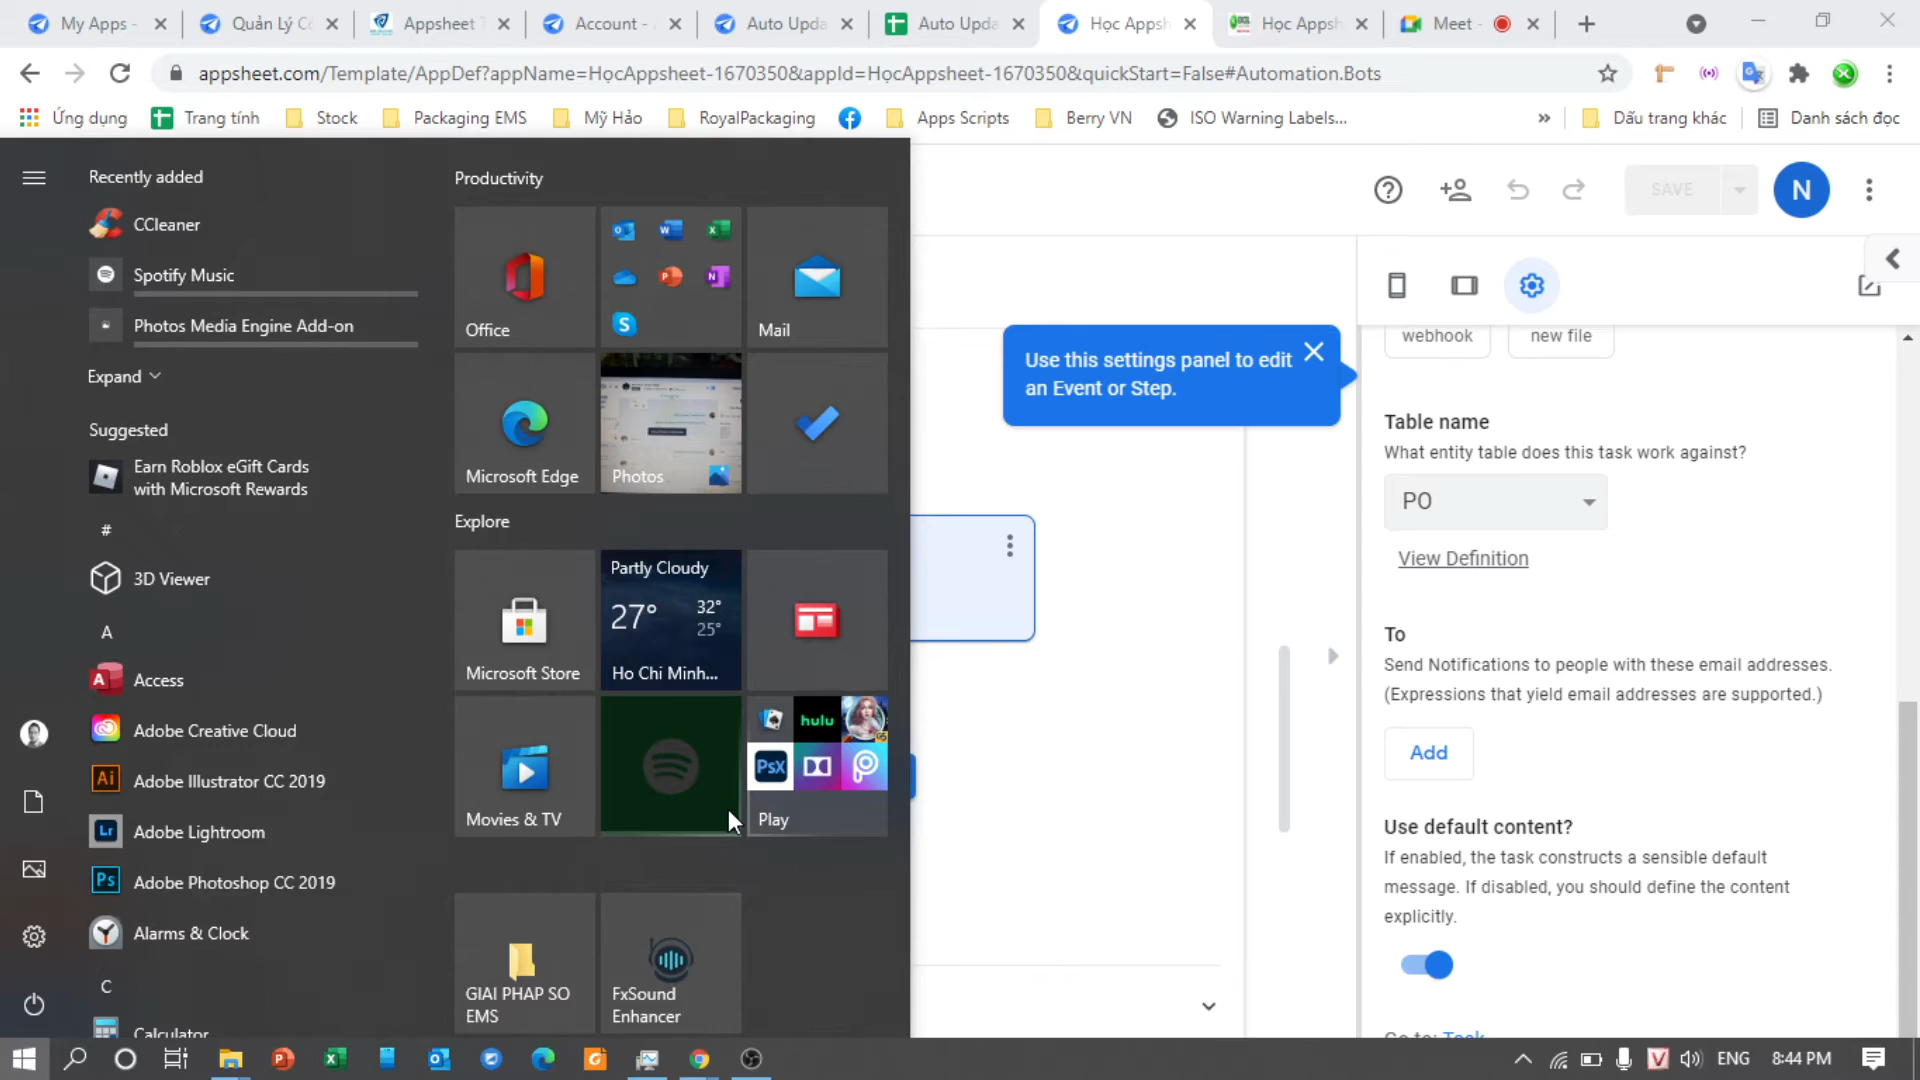 My Apps -
Quản Lý Cô
Appsheet T
Account -
Auto Upda
Auto Upda
Học Appsh
Học Appsh
Meet -
appsheet.com/Template/AppDef?appName=HọcAppsheet-1670350&appId=HọcAppsheet-1670350&quickStart=False#Automation.Bots
Ứng dụng
Trang tính
Stock
Packaging EMS
Mỹ Hảo
RoyalPackaging
Apps Scripts
Berry VN
ISO Warning Labels...
»
Dấu trang khác
Danh sách đọc
Recently added
CCleaner
Spotify Music
Photos Media Engine Add-on
Expand
Suggested
Earn Roblox eGift Cards
with Microsoft Rewards
#
3D Viewer
A
Access
Adobe Creative Cloud
Adobe Illustrator CC 2019
Adobe Lightroom
Adobe Photoshop CC 2019
Alarms & Clock
C
Calculator
Productivity
Office
Mail
Microsoft Edge
Photos
Explore
Microsoft Store
Partly Cloudy
27°
32°
25°
Ho Chi Minh...
Movies & TV
hulu
PsX
Play
GIAI PHAP SO
EMS
FxSound
Enhancer
SAVE
N
Use this settings panel to edit
an Event or Step.
webhook
new file
Table name
What entity table does this task work against?
PO
View Definition
To
Send Notifications to people with these email addresses.
(Expressions that yield email addresses are supported.)
Add
Use default content?
If enabled, the task constructs a sensible default
message. If disabled, you should define the content
explicitly.
Go to: Task
ENG
8:44 PM